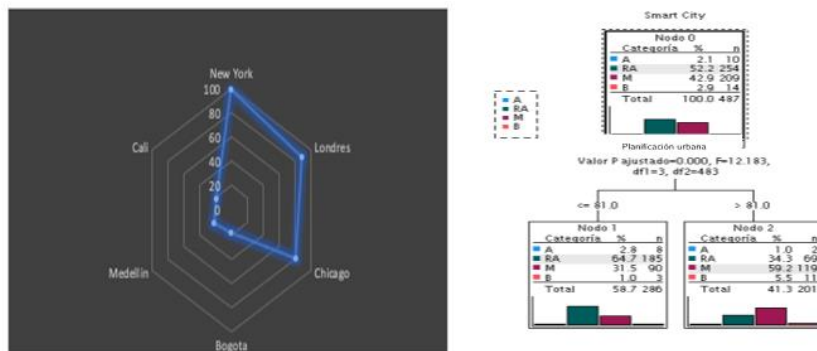 New York
100
80
60
40
20
0
Londres
Chicago
Bogota
Medellín
Cali
Smart City
A
RA
M
B
Nodo 0
Categoría % n
A 2.1 10
RA 52.2 254
M 42.9 209
B 2.9 14
Total 100.0 487
Planificación urbana
Valor P ajustado=0.000, F=12.183,
df1=3, df2=483
<= 81.0
> 81.0
Nodo 1
Categoría % n
A 2.8 8
RA 64.7 185
M 31.5 90
B 1.0 3
Total 58.7 286
Nodo 2
Categoría % n
A 1.0 2
RA 34.3 69
M 59.2 119
B 5.5 11
Total 41.3 201